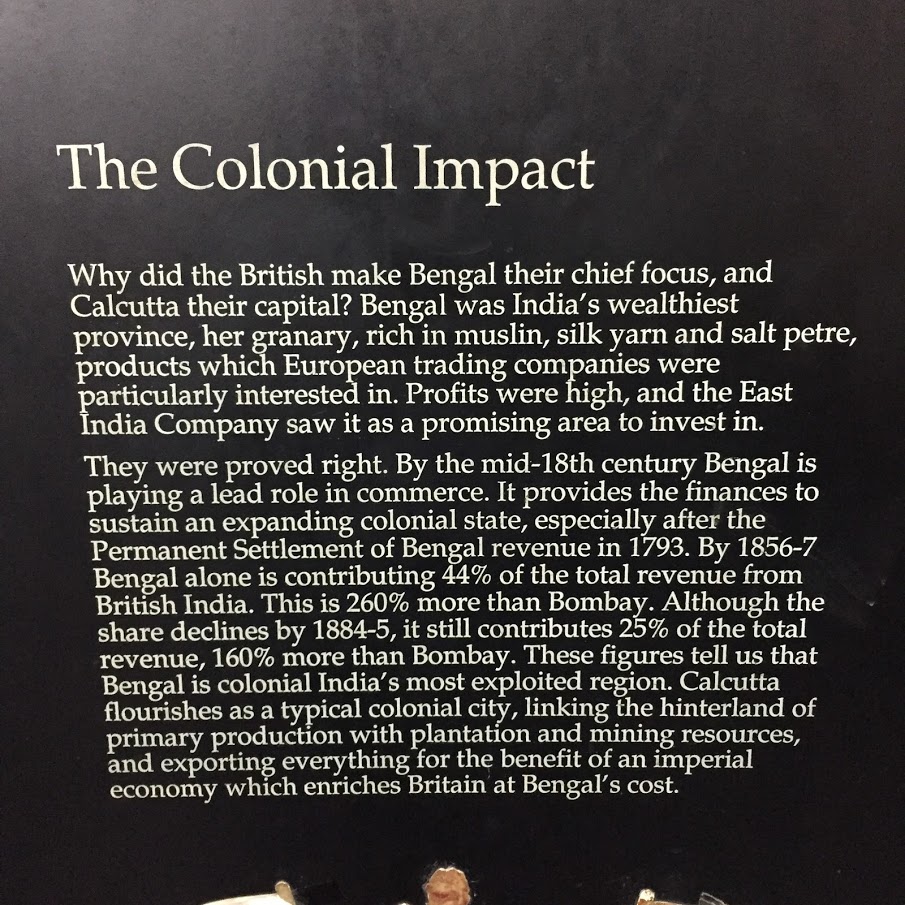 The Colonial Impact
Why did the British make Bengal their chief focus, and
Calcutta their capital? Bengal was India's wealthiest
province, her granary, rich in muslin, silk yarn and salt petre,
products which European trading companies were
particularly interested in. Profits were high, and the East
India Company saw it as a promising area to invest in.
They were proved right. By the mid-18th century Bengal is
playing a lead role in commerce. It provides the finances to
sustain an expanding colonial state, especially after the
Permanent Settlement of Bengal revenue in 1793. By 1856-7
Bengal alone is contributing 44% of the total revenue from
British India. This is 260% more than Bombay. Although the
share declines by 1884-5, it still contributes 25% of the total
revenue, 160% more than Bombay. These figures tell us that
Bengal is colonial India's most exploited region. Calcutta
flourishes as a typical colonial city, linking the hinterland of
primary production with plantation and mining resources,
and exporting everything for the benefit of an imperial
economy which enriches Britain at Bengal's cost.